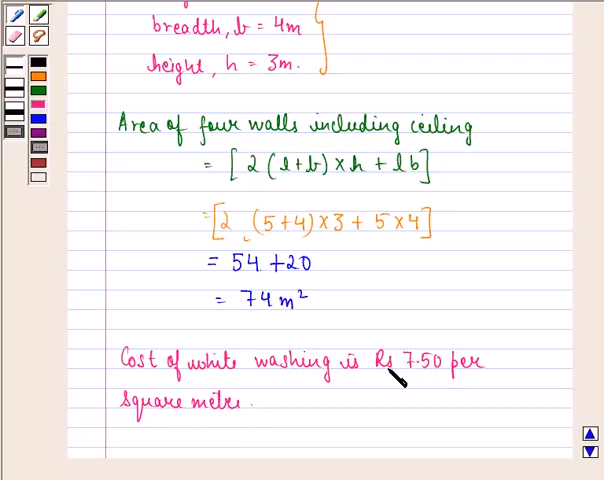 breadth, b = 4m
height, h = 3m.
Area of four walls including ceiling
= [2(l+b)×h + lb]
= [2 (5+4)×3 + 5×4]
= 54 +20
= 74 m²
Cost of white washing is Rs 7.50 per
square metre.